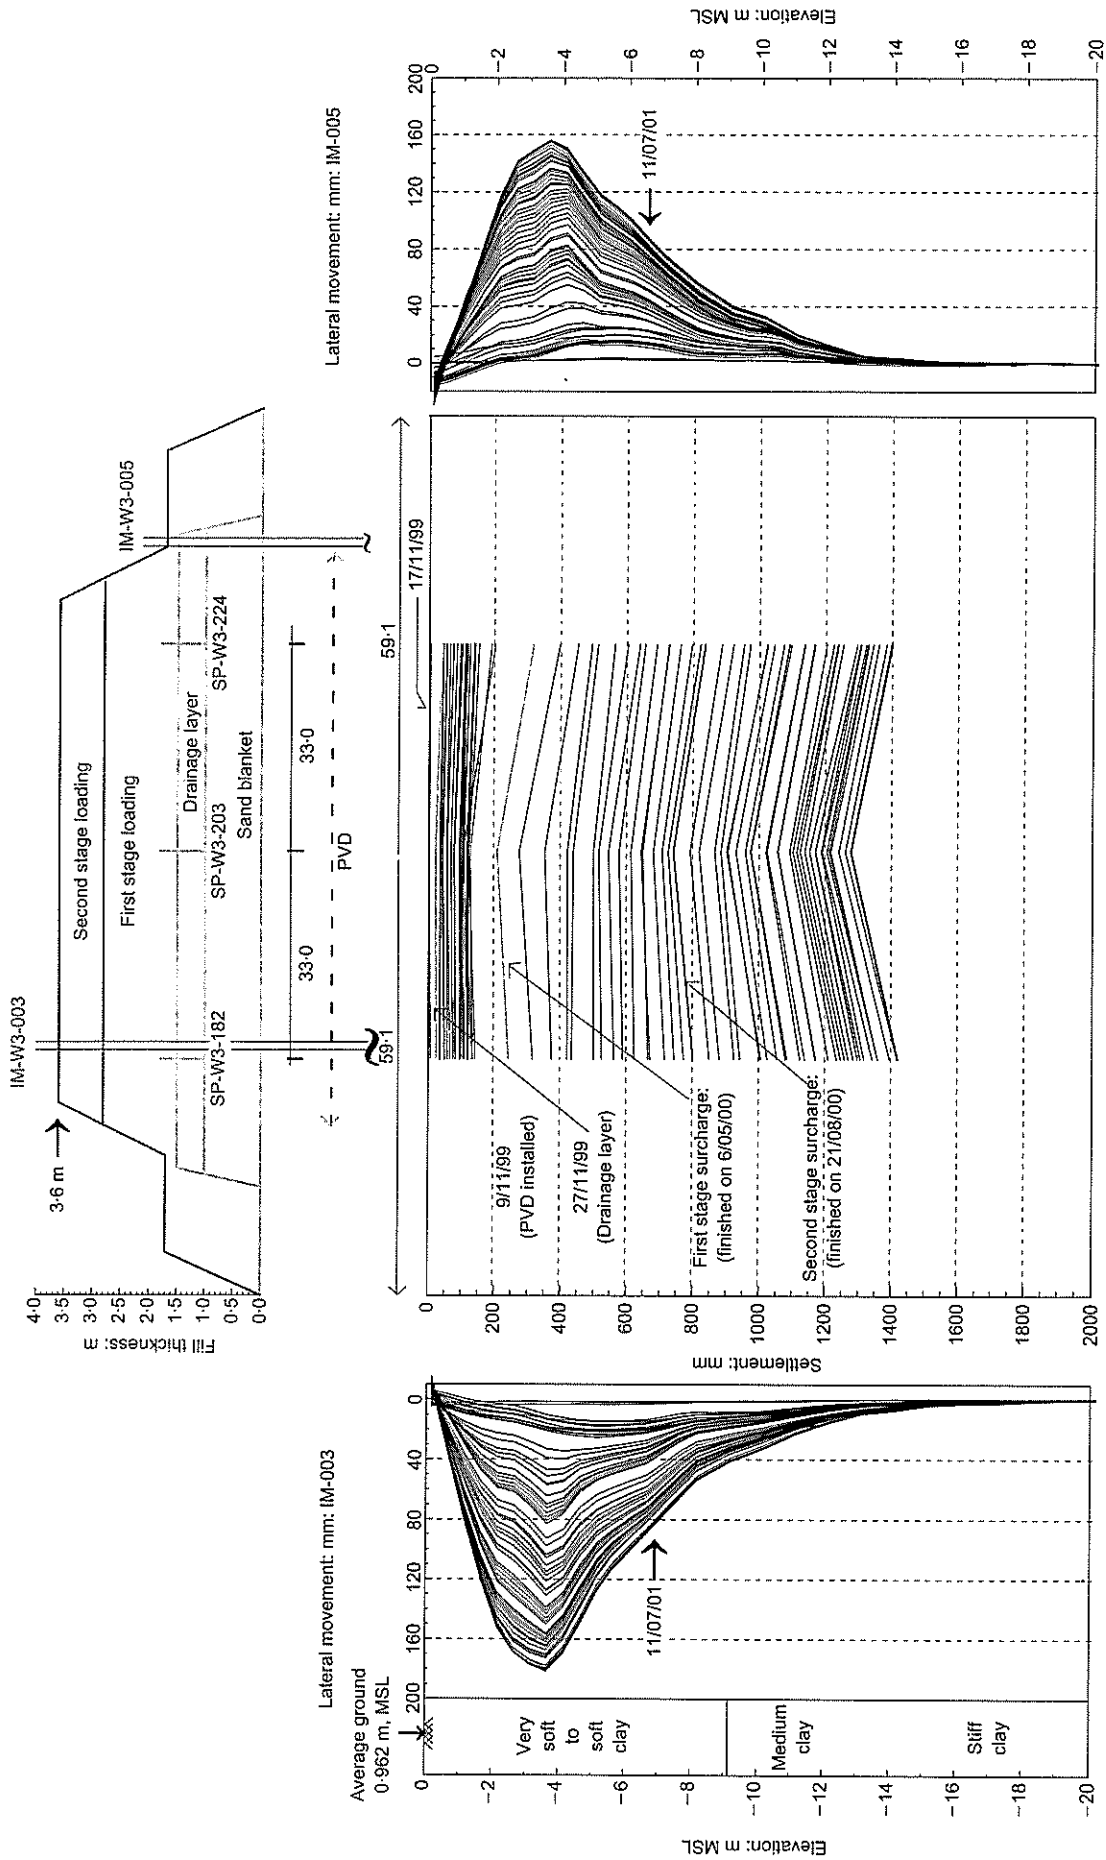 IM-W3-003
IM-W3-005
4·0
3·5
3·0
2·5
2·0
1·5
1·0
0·5
0·0
Fill thickness: m
3·6 m
Second stage loading
First stage loading
Drainage layer
SP-W3-182
SP-W3-203
SP-W3-224
Sand blanket
33·0
33·0
PVD
59·1
59·1
17/11/99
Lateral movement: mm: IM-003
Average ground
0·962 m, MSL
200
160
120
80
40
0
0
−2
−4
−6
−8
−10
−12
−14
−16
−18
−20
Elevation: m MSL
Very
soft
to
soft
clay
Medium
clay
Stiff
clay
11/07/01
0
200
400
600
800
1000
1200
1400
1600
1800
2000
Settlement: mm
9/11/99
(PVD installed)
27/11/99
(Drainage layer)
First stage surcharge:
(finished on 6/05/00)
Second stage surcharge:
(finished on 21/08/00)
Lateral movement: mm: IM-005
0
40
80
120
160
200
11/07/01
0
−2
−4
−6
−8
−10
−12
−14
−16
−18
−20
Elevation: m MSL